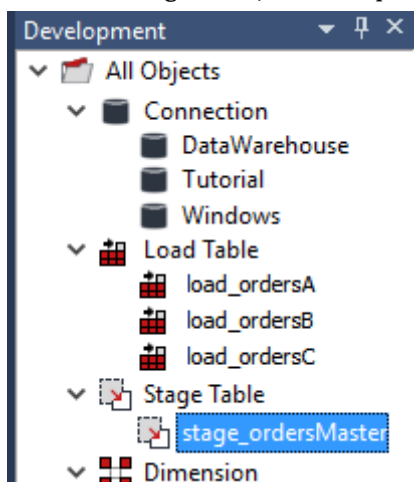 Development
All Objects
Connection
DataWarehouse
Tutorial
Windows
Load Table
load_ordersA
load_ordersB
load_ordersC
Stage Table
stage_ordersMaster
Dimension